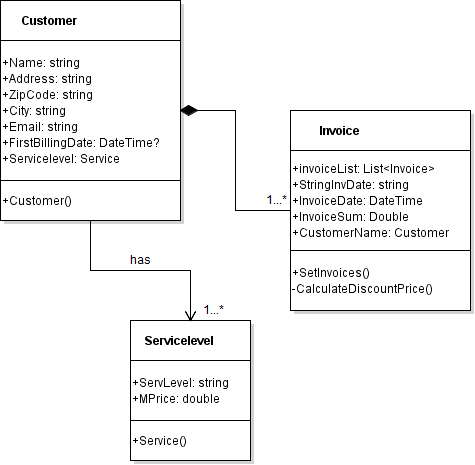 Customer
+Name: string
+Address: string
+ZipCode: string
+City: string
+Email: string
+FirstBillingDate: DateTime?
+Servicelevel: Service
+Customer()
Invoice
+invoiceList: List<Invoice>
+StringInvDate: string
+InvoiceDate: DateTime
+InvoiceSum: Double
+CustomerName: Customer
+SetInvoices()
-CalculateDiscountPrice()
1...*
has
1...*
Servicelevel
+ServLevel: string
+MPrice: double
+Service()